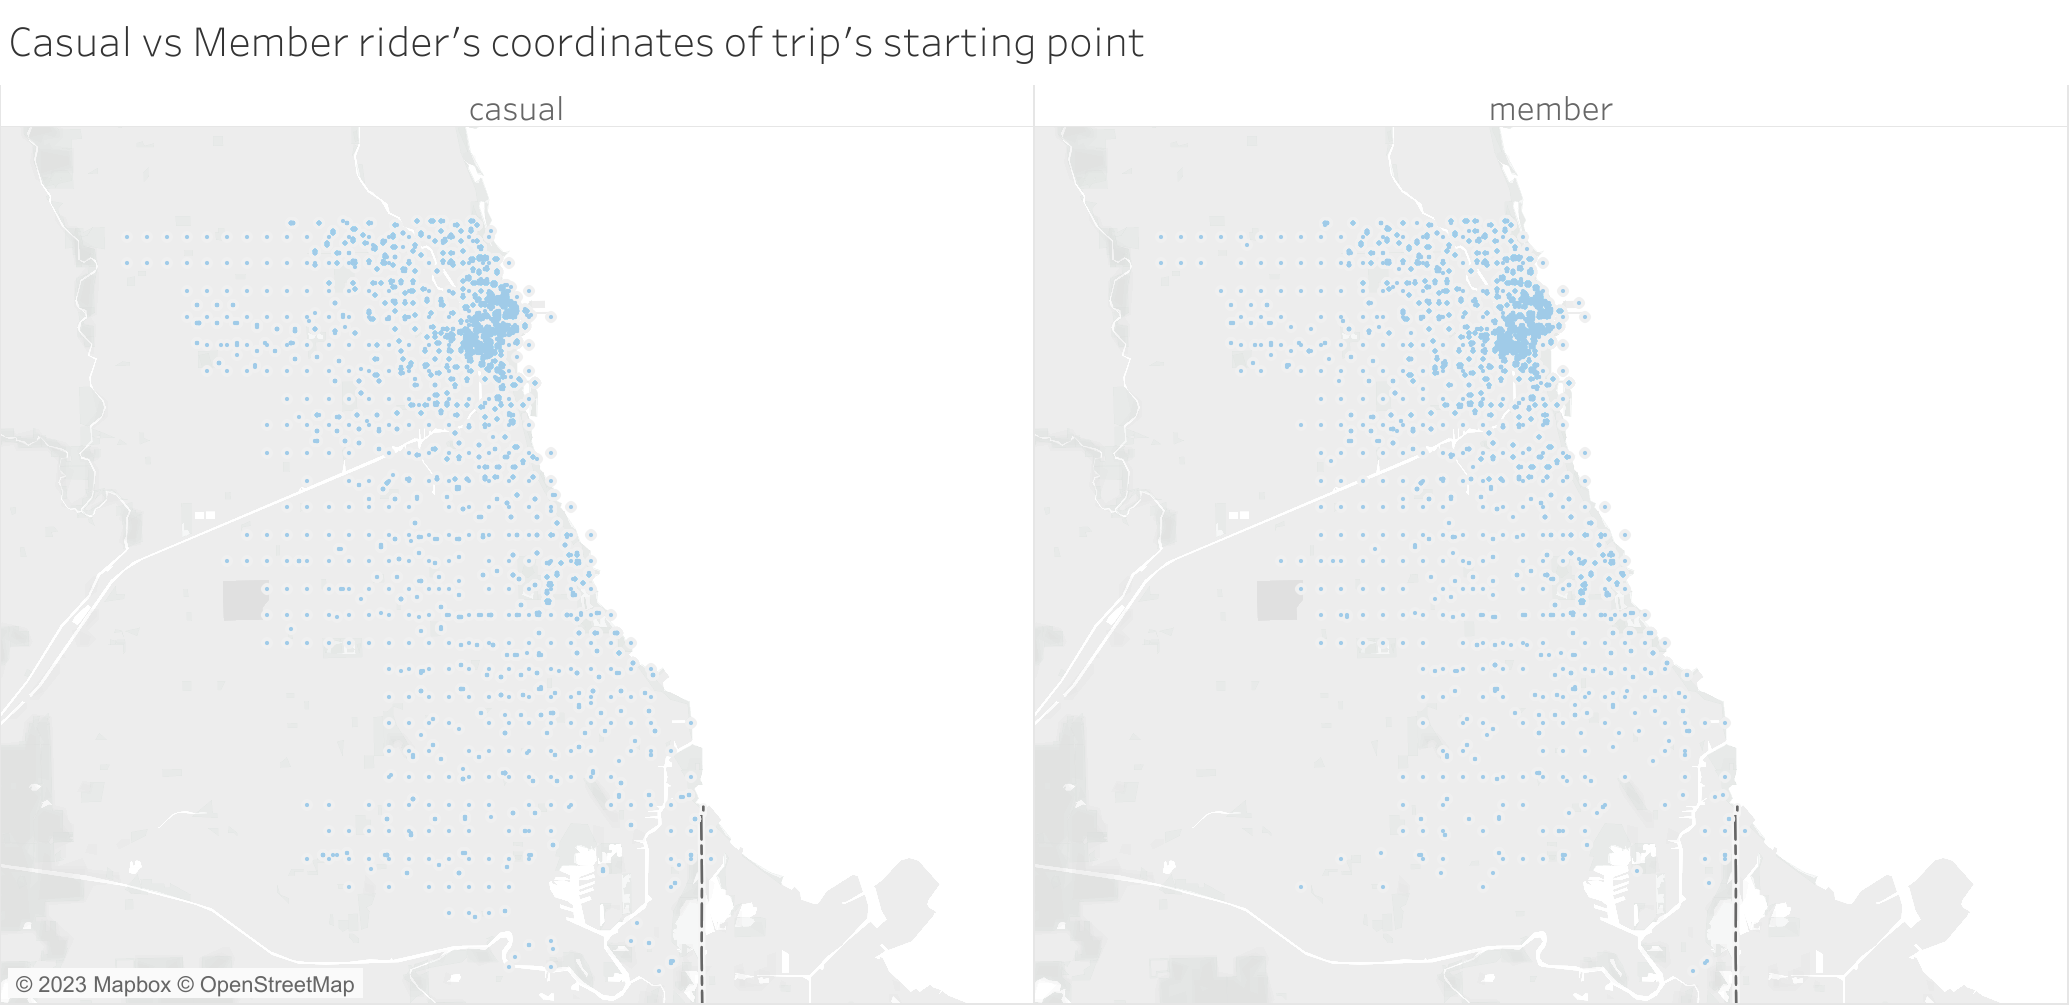 Casual vs Member rider's coordinates of trip's starting point
casual
member
© 2023 Mapbox © OpenStreetMap